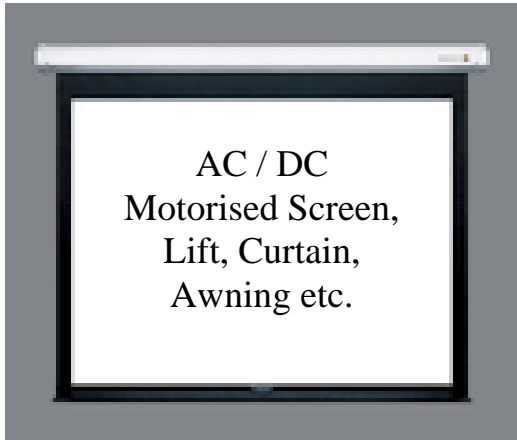 AC / DC
Motorised Screen,
Lift, Curtain,
Awning etc.